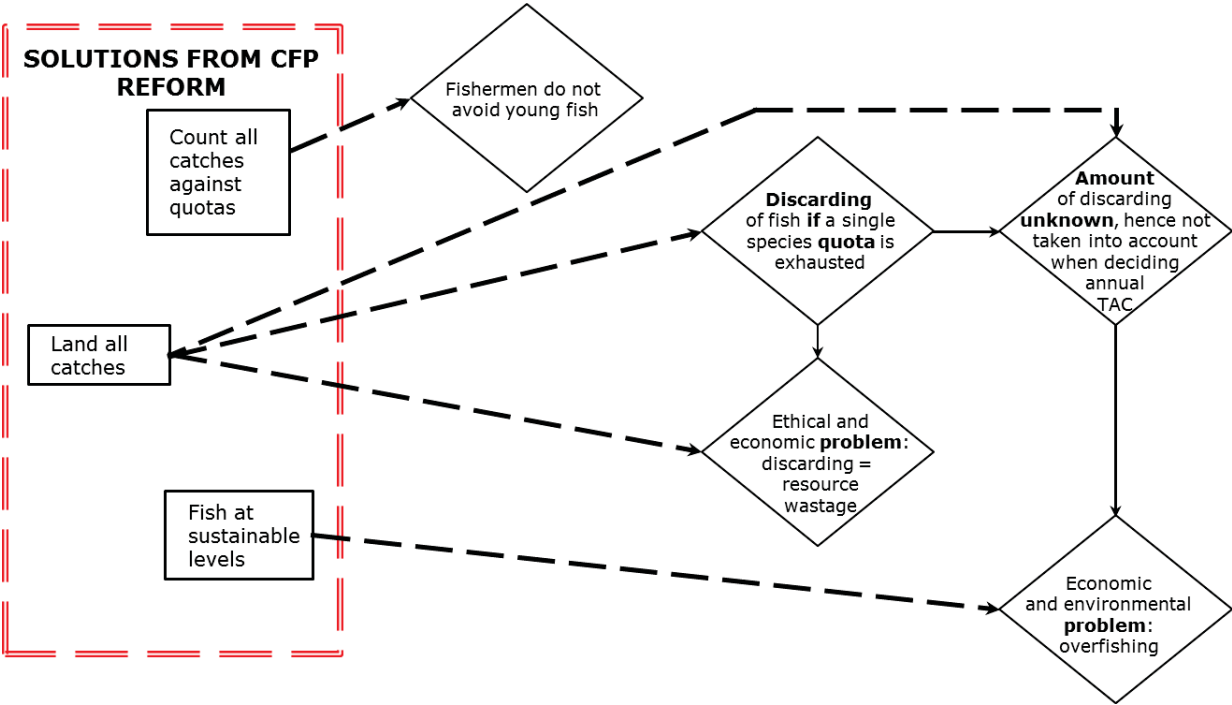 SOLUTIONS FROM CFP
REFORM
Count all
catches
against
quotas
Fishermen do not
avoid young fish
Discarding
of fish if a single
species quota is
exhausted
Amount
of discarding
unknown, hence not
taken into account
when deciding
annual
TAC
Land all
catches
Ethical and
economic problem:
discarding =
resource
wastage
Fish at
sustainable
levels
Economic
and environmental
problem:
overfishing